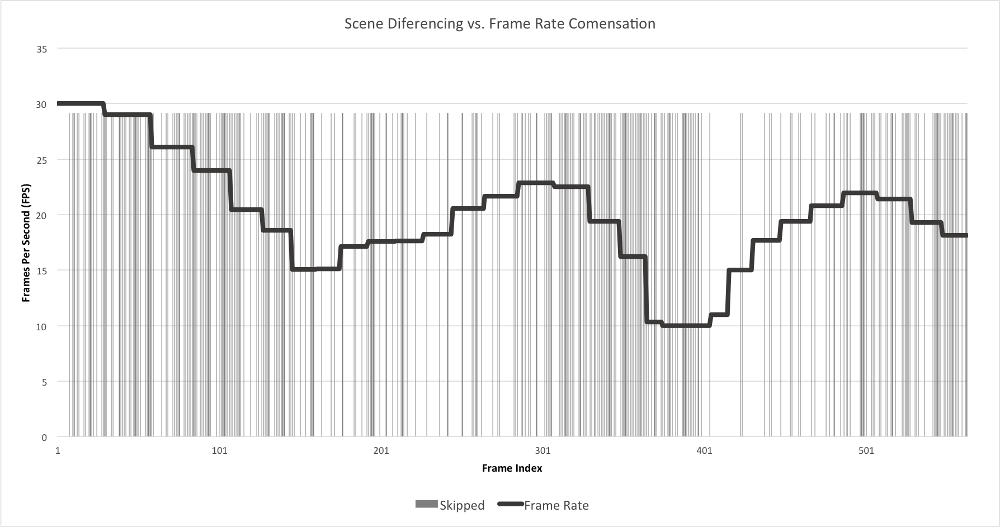 Scene Diferencing vs. Frame Rate Comensation
35
30
25
20
15
10
5
0
Frames Per Second (FPS)
1 101 201 301 401 501
Frame Index
Skipped Frame Rate